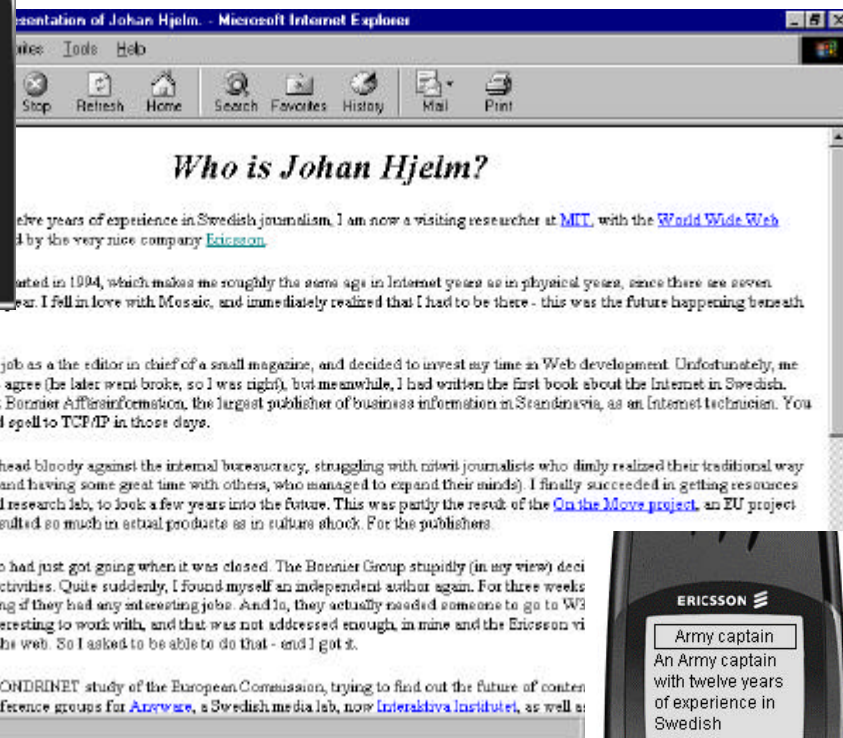 esentation of Johan Hjelm. - Microsoft Internet Explorer
rites Tools Help
Stop Refresh Home Search Favorites History Mail Print
Who is Johan Hjelm?
elve years of experience in Swedish journalism, I am now a visiting researcher at MIT, with the World Wide Web
d by the very nice company Ericsson.
arted in 1994, which makes me roughly the same age in Internet years as in physical years, since there are seven
year. I fell in love with Mosaic, and immediately realized that I had to be there - this was the future happening beneath
job as a the editor in chief of a small magazine, and decided to invest my time in Web development. Unfortunately, me
agree (he later went broke, so I was right), but meanwhile, I had written the first book about the Internet in Swedish.
Bonnier Affärsinformation, the largest publisher of business information in Scandinavia, as an Internet technician. You
d spell to TCP/IP in those days.
head bloody against the internal bureaucracy, struggling with nitwit journalists who dimly realized their traditional way
and having some great time with others, who managed to expand their minds). I finally succeeded in getting resources
l research lab, to look a few years into the future. This was partly the result of the On the Move project, an EU project
sulted so much in actual products as in culture shock. For the publishers.
o had just got going when it was closed. The Bonnier Group stupidly (in my view) deci
ctivities. Quite suddenly, I found myself an independent author again. For three weeks
ng if they had any interesting jobs. And lo, they actually needed someone to go to W3
eresting to work with, and that was not addressed enough, in mine and the Ericsson vi
he web. So I asked to be able to do that - and I got it.
ONDRINET study of the European Commission, trying to find out the future of conten
ference groups for Anyware, a Swedish media lab, now Interaktiva Institutet, as well as
ERICSSON
Army captain
An Army captain
with twelve years
of experience in
Swedish